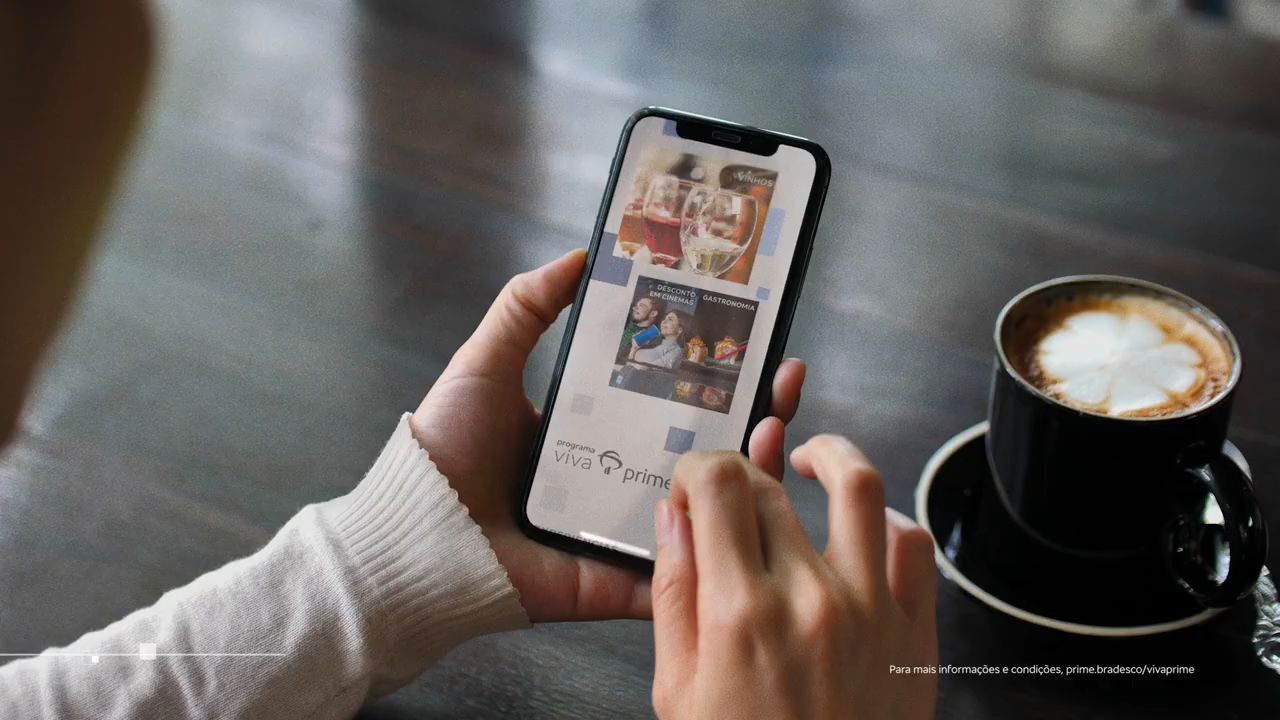 VINHOS
DESCONTO
EM CINEMAS
GASTRONOMIA
programa
viva prime
Para mais informações e condições, prime.bradesco/vivaprime